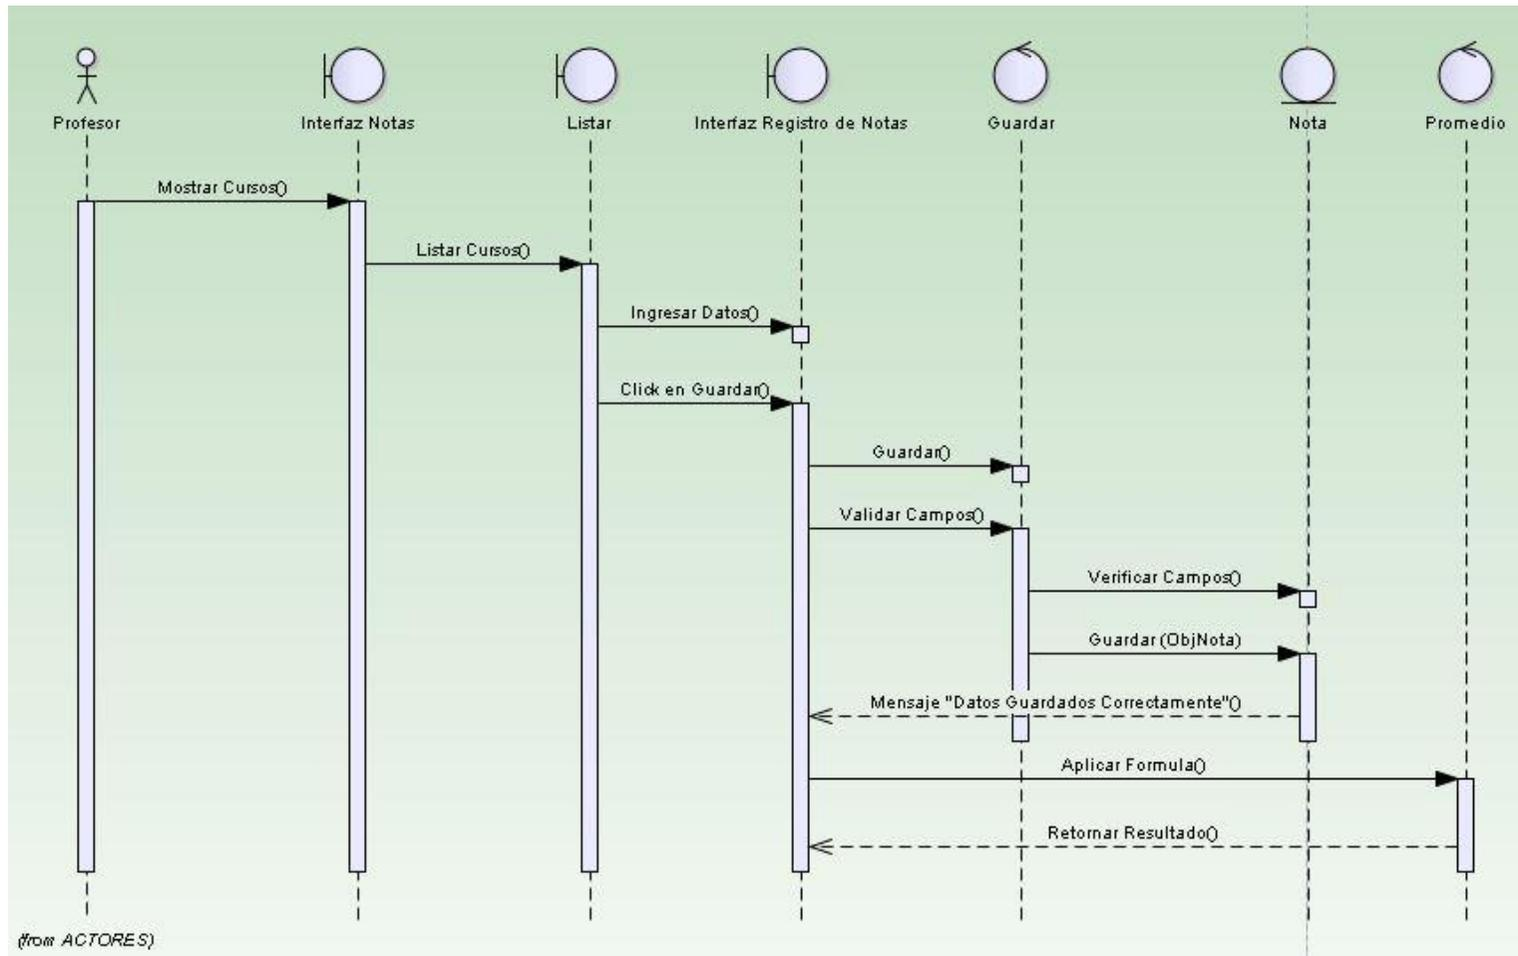 Profesor
Interfaz Notas
Listar
Interfaz Registro de Notas
Guardar
Nota
Promedio
Mostrar Cursos()
Listar Cursos()
Ingresar Datos()
Click en Guardar()
Guardar()
Validar Campos()
Verificar Campos()
Guardar (ObjNota)
Mensaje "Datos Guardados Correctamente"()
Aplicar Formula()
Retornar Resultado()
(from ACTORES)